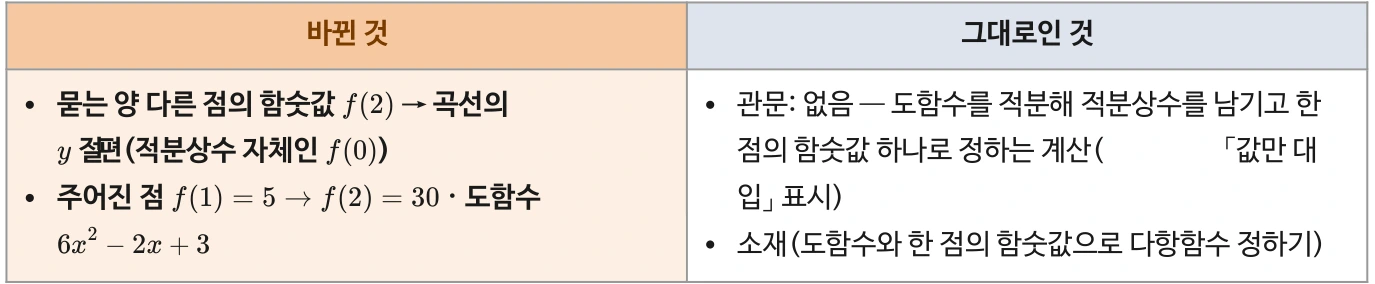 바뀐 것
그대로인 것
• 묻는 양 다른 점의 함숫값 f(2) → 곡선의
y 절편(적분상수 자체인 f(0))
• 주어진 점 f(1) = 5 → f(2) = 30 · 도함수
6x² − 2x + 3
• 관문: 없음 — 도함수를 적분해 적분상수를 남기고 한
점의 함숫값 하나로 정하는 계산( 「값만 대
입」 표시)
• 소재(도함수와 한 점의 함숫값으로 다항함수 정하기)